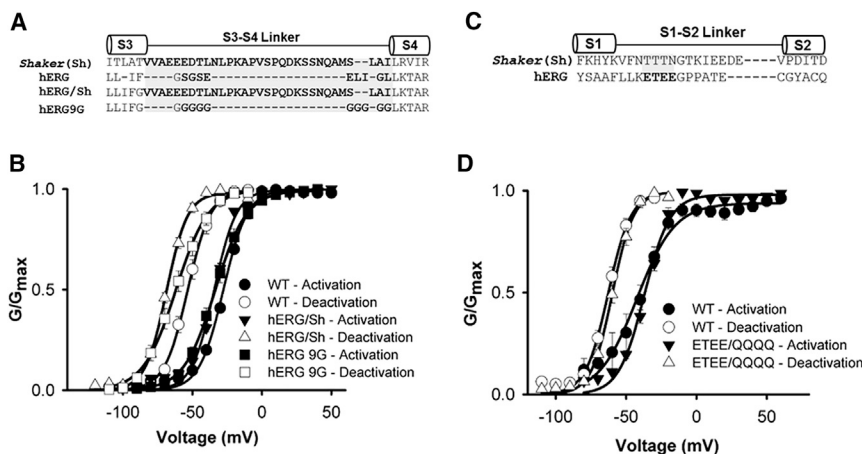 A
S3
S3-S4 Linker
S4
Shaker(Sh) ITLATVVAEEEDTLNLPKAPVSPQDKSSNQAMS--LAILRVIR
hERG LL-IF---GSGSE-----------------ELI-GLLKTAR
hERG/Sh LLIFGVVAEEEDTLNLPKAPVSPQDKSSNQAMS--LAILKTAR
hERG9G LLIFG---GGGG------------------GGG-GGLKTAR
B
G/Gmax
1.0
0.5
0.0
-100
-50
0
50
Voltage (mV)
WT - Activation
WT - Deactivation
hERG/Sh - Activation
hERG/Sh - Deactivation
hERG 9G - Activation
hERG 9G - Deactivation
C
S1
S1-S2 Linker
S2
Shaker(Sh) FKHYKVFNTTTNGTKIEEDE-----VPDITD
hERG YSAAFLLKETEEGPPATE-------CGYACQ
D
G/Gmax
1.0
0.5
0.0
-100
-50
0
50
Voltage (mV)
WT - Activation
WT - Deactivation
ETEE/QQQQ - Activation
ETEE/QQQQ - Deactivation